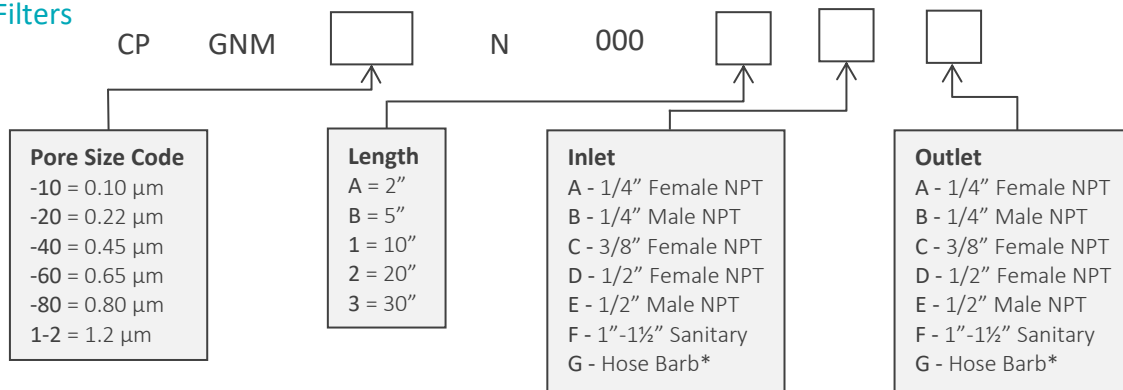 Filters
CP GNM N 000
Pore Size Code
-10 = 0.10 µm
-20 = 0.22 µm
-40 = 0.45 µm
-60 = 0.65 µm
-80 = 0.80 µm
1-2 = 1.2 µm
Length
A = 2”
B = 5”
1 = 10”
2 = 20”
3 = 30”
Inlet
A - 1/4” Female NPT
B - 1/4” Male NPT
C - 3/8” Female NPT
D - 1/2” Female NPT
E - 1/2” Male NPT
F - 1”-1½” Sanitary
G - Hose Barb*
Outlet
A - 1/4” Female NPT
B - 1/4” Male NPT
C - 3/8” Female NPT
D - 1/2” Female NPT
E - 1/2” Male NPT
F - 1”-1½” Sanitary
G - Hose Barb*